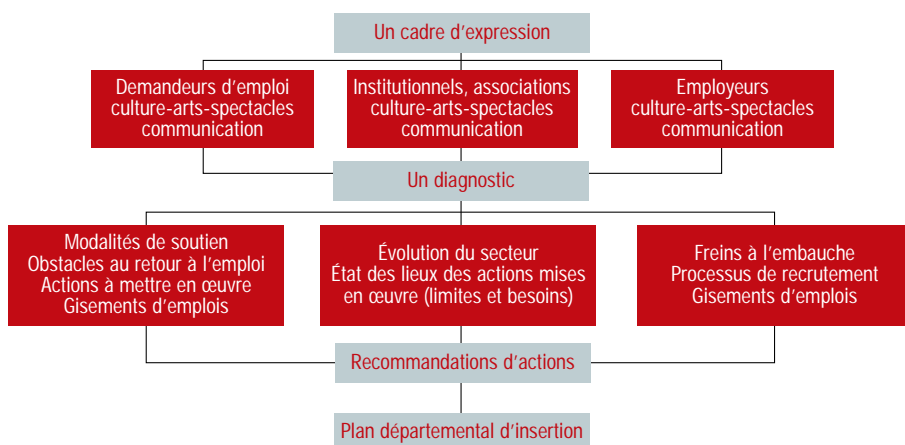 Un cadre d'expression
Demandeurs d'emploi
culture-arts-spectacles
communication
Institutionnels, associations
culture-arts-spectacles
communication
Employeurs
culture-arts-spectacles
communication
Un diagnostic
Modalités de soutien
Obstacles au retour à l'emploi
Actions à mettre en œuvre
Gisements d'emplois
Évolution du secteur
État des lieux des actions mises
en œuvre (limites et besoins)
Freins à l'embauche
Processus de recrutement
Gisements d'emplois
Recommandations d'actions
Plan départemental d'insertion